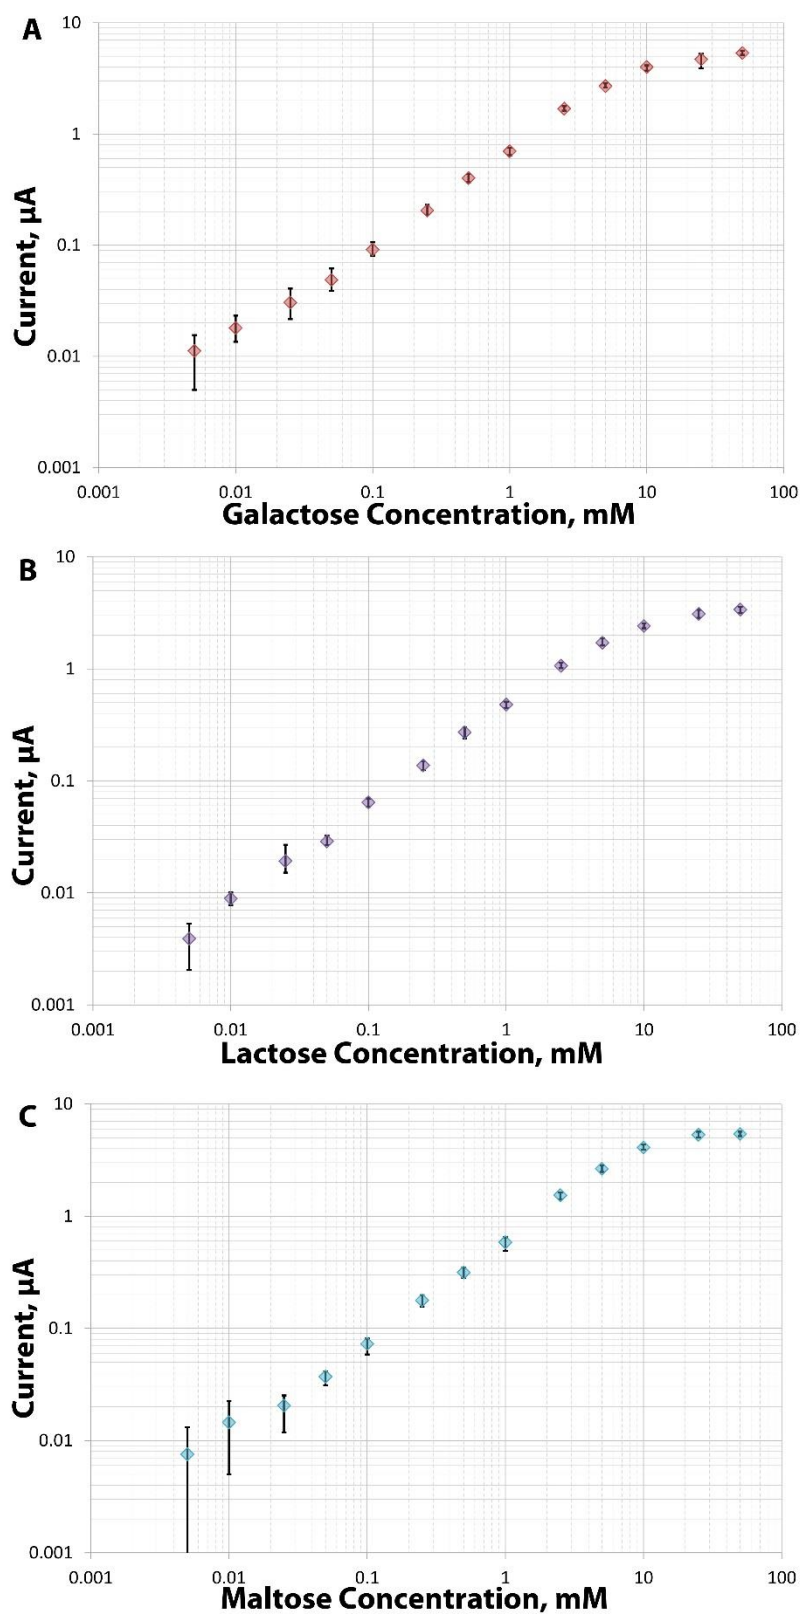 A
10
1
0.1
0.01
0.001
Current, µA
0.001 0.01 0.1 1 10 100
Galactose Concentration, mM
B
10
1
0.1
0.01
0.001
Current, µA
0.001 0.01 0.1 1 10 100
Lactose Concentration, mM
C
10
1
0.1
0.01
0.001
Current, µA
0.001 0.01 0.1 1 10 100
Maltose Concentration, mM